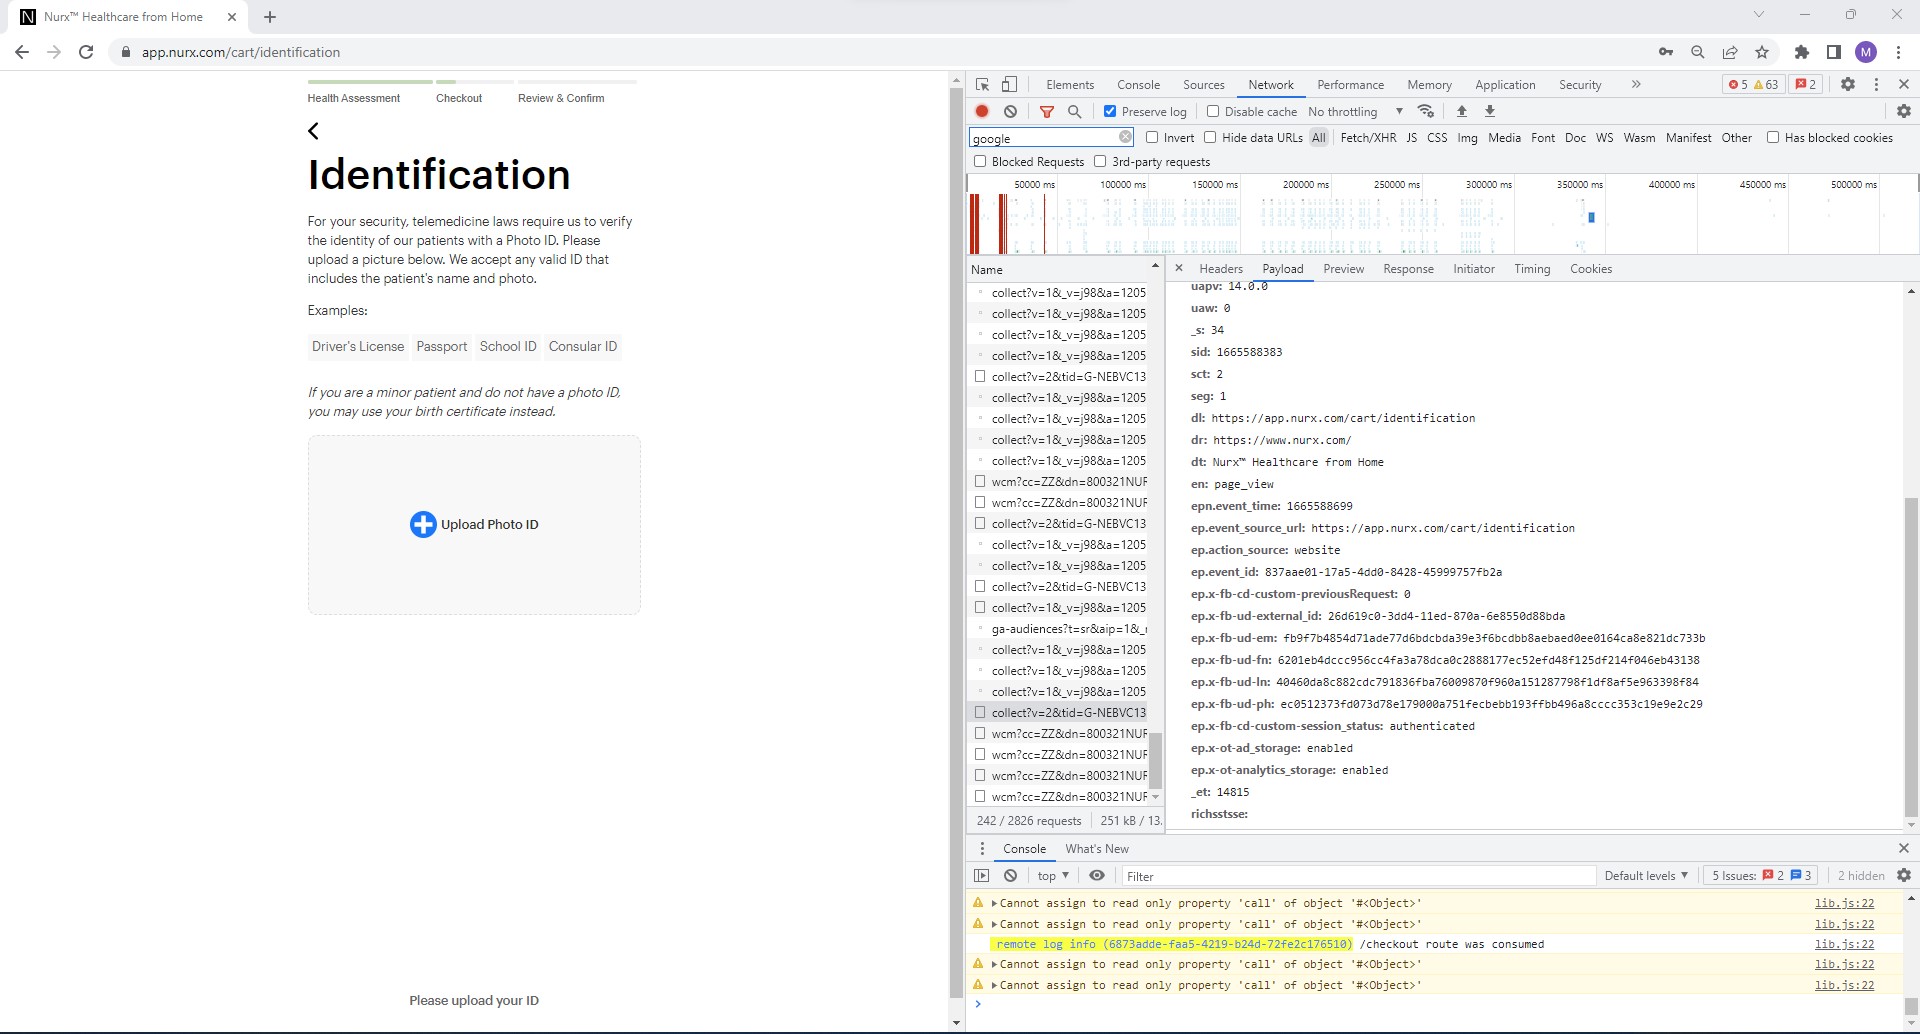 Nurx™ Healthcare from Home
app.nurx.com/cart/identification
M
Health Assessment
Checkout
Review & Confirm
Identification
For your security, telemedicine laws require us to verify
the identity of our patients with a Photo ID. Please
upload a picture below. We accept any valid ID that
includes the patient's name and photo.
Examples:
Driver's License Passport School ID Consular ID
If you are a minor patient and do not have a photo ID,
you may use your birth certificate instead.
Upload Photo ID
Please upload your ID
Elements Console Sources Network Performance Memory Application Security » 5 63 2
Preserve log Disable cache No throttling
google Invert Hide data URLs All Fetch/XHR JS CSS Img Media Font Doc WS Wasm Manifest Other Has blocked cookies
Blocked Requests 3rd-party requests
50000 ms 100000 ms 150000 ms 200000 ms 250000 ms 300000 ms 350000 ms 400000 ms 450000 ms 500000 ms
Name
collect?v=1&_v=j98&a=1205
collect?v=1&_v=j98&a=1205
collect?v=1&_v=j98&a=1205
collect?v=1&_v=j98&a=1205
collect?v=2&tid=G-NEBVC13
collect?v=1&_v=j98&a=1205
collect?v=1&_v=j98&a=1205
collect?v=1&_v=j98&a=1205
collect?v=1&_v=j98&a=1205
wcm?cc=ZZ&dn=800321NUR
wcm?cc=ZZ&dn=800321NUR
collect?v=2&tid=G-NEBVC13
collect?v=1&_v=j98&a=1205
collect?v=1&_v=j98&a=1205
collect?v=2&tid=G-NEBVC13
collect?v=1&_v=j98&a=1205
ga-audiences?t=sr&aip=1&_r
collect?v=1&_v=j98&a=1205
collect?v=1&_v=j98&a=1205
collect?v=1&_v=j98&a=1205
collect?v=2&tid=G-NEBVC13
wcm?cc=ZZ&dn=800321NUR
wcm?cc=ZZ&dn=800321NUR
wcm?cc=ZZ&dn=800321NUR
wcm?cc=ZZ&dn=800321NUR
242 / 2826 requests 251 kB / 13.
Headers Payload Preview Response Initiator Timing Cookies
uapv: 14.0.0
uaw: 0
_s: 34
sid: 1665588383
sct: 2
seg: 1
dl: https://app.nurx.com/cart/identification
dr: https://www.nurx.com/
dt: Nurx™ Healthcare from Home
en: page_view
epn.event_time: 1665588699
ep.event_source_url: https://app.nurx.com/cart/identification
ep.action_source: website
ep.event_id: 837aae01-17a5-4dd0-8428-45999757fb2a
ep.x-fb-cd-custom-previousRequest: 0
ep.x-fb-ud-external_id: 26d619c0-3dd4-11ed-870a-6e8550d88bda
ep.x-fb-ud-em: fb9f7b4854d71ade77d6bdcbda39e3f6bcdbb8aebaed0ee0164ca8e821dc733b
ep.x-fb-ud-fn: 6201eb4dccc956cc4fa3a78dca0c2888177ec52efd48f125df214f046eb43138
ep.x-fb-ud-ln: 40460da8c882cdc791836fba76009870f960a151287798f1df8af5e963398f84
ep.x-fb-ud-ph: ec0512373fd073d78e179000a751fecbebb193ffbb496a8cccc353c19e9e2c29
ep.x-fb-cd-custom-session_status: authenticated
ep.x-ot-ad_storage: enabled
ep.x-ot-analytics_storage: enabled
_et: 14815
richsstsse:
Console What's New
top Filter Default levels 5 Issues: 2 3 2 hidden
Cannot assign to read only property 'call' of object '#<Object>' lib.js:22
Cannot assign to read only property 'call' of object '#<Object>' lib.js:22
remote log info (6873adde-faa5-4219-b24d-72fe2c176510) /checkout route was consumed lib.js:22
Cannot assign to read only property 'call' of object '#<Object>' lib.js:22
Cannot assign to read only property 'call' of object '#<Object>' lib.js:22